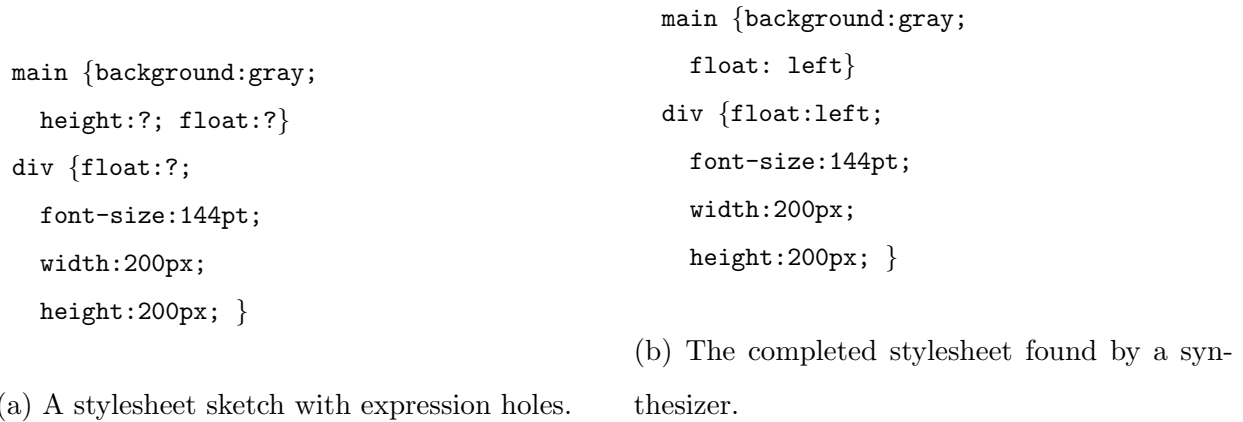 main {background:gray;
height:?; float:?}
div {float:?;
font-size:144pt;
width:200px;
height:200px; }
(a) A stylesheet sketch with expression holes.
main {background:gray;
float: left}
div {float:left;
font-size:144pt;
width:200px;
height:200px; }
(b) The completed stylesheet found by a syn-
thesizer.